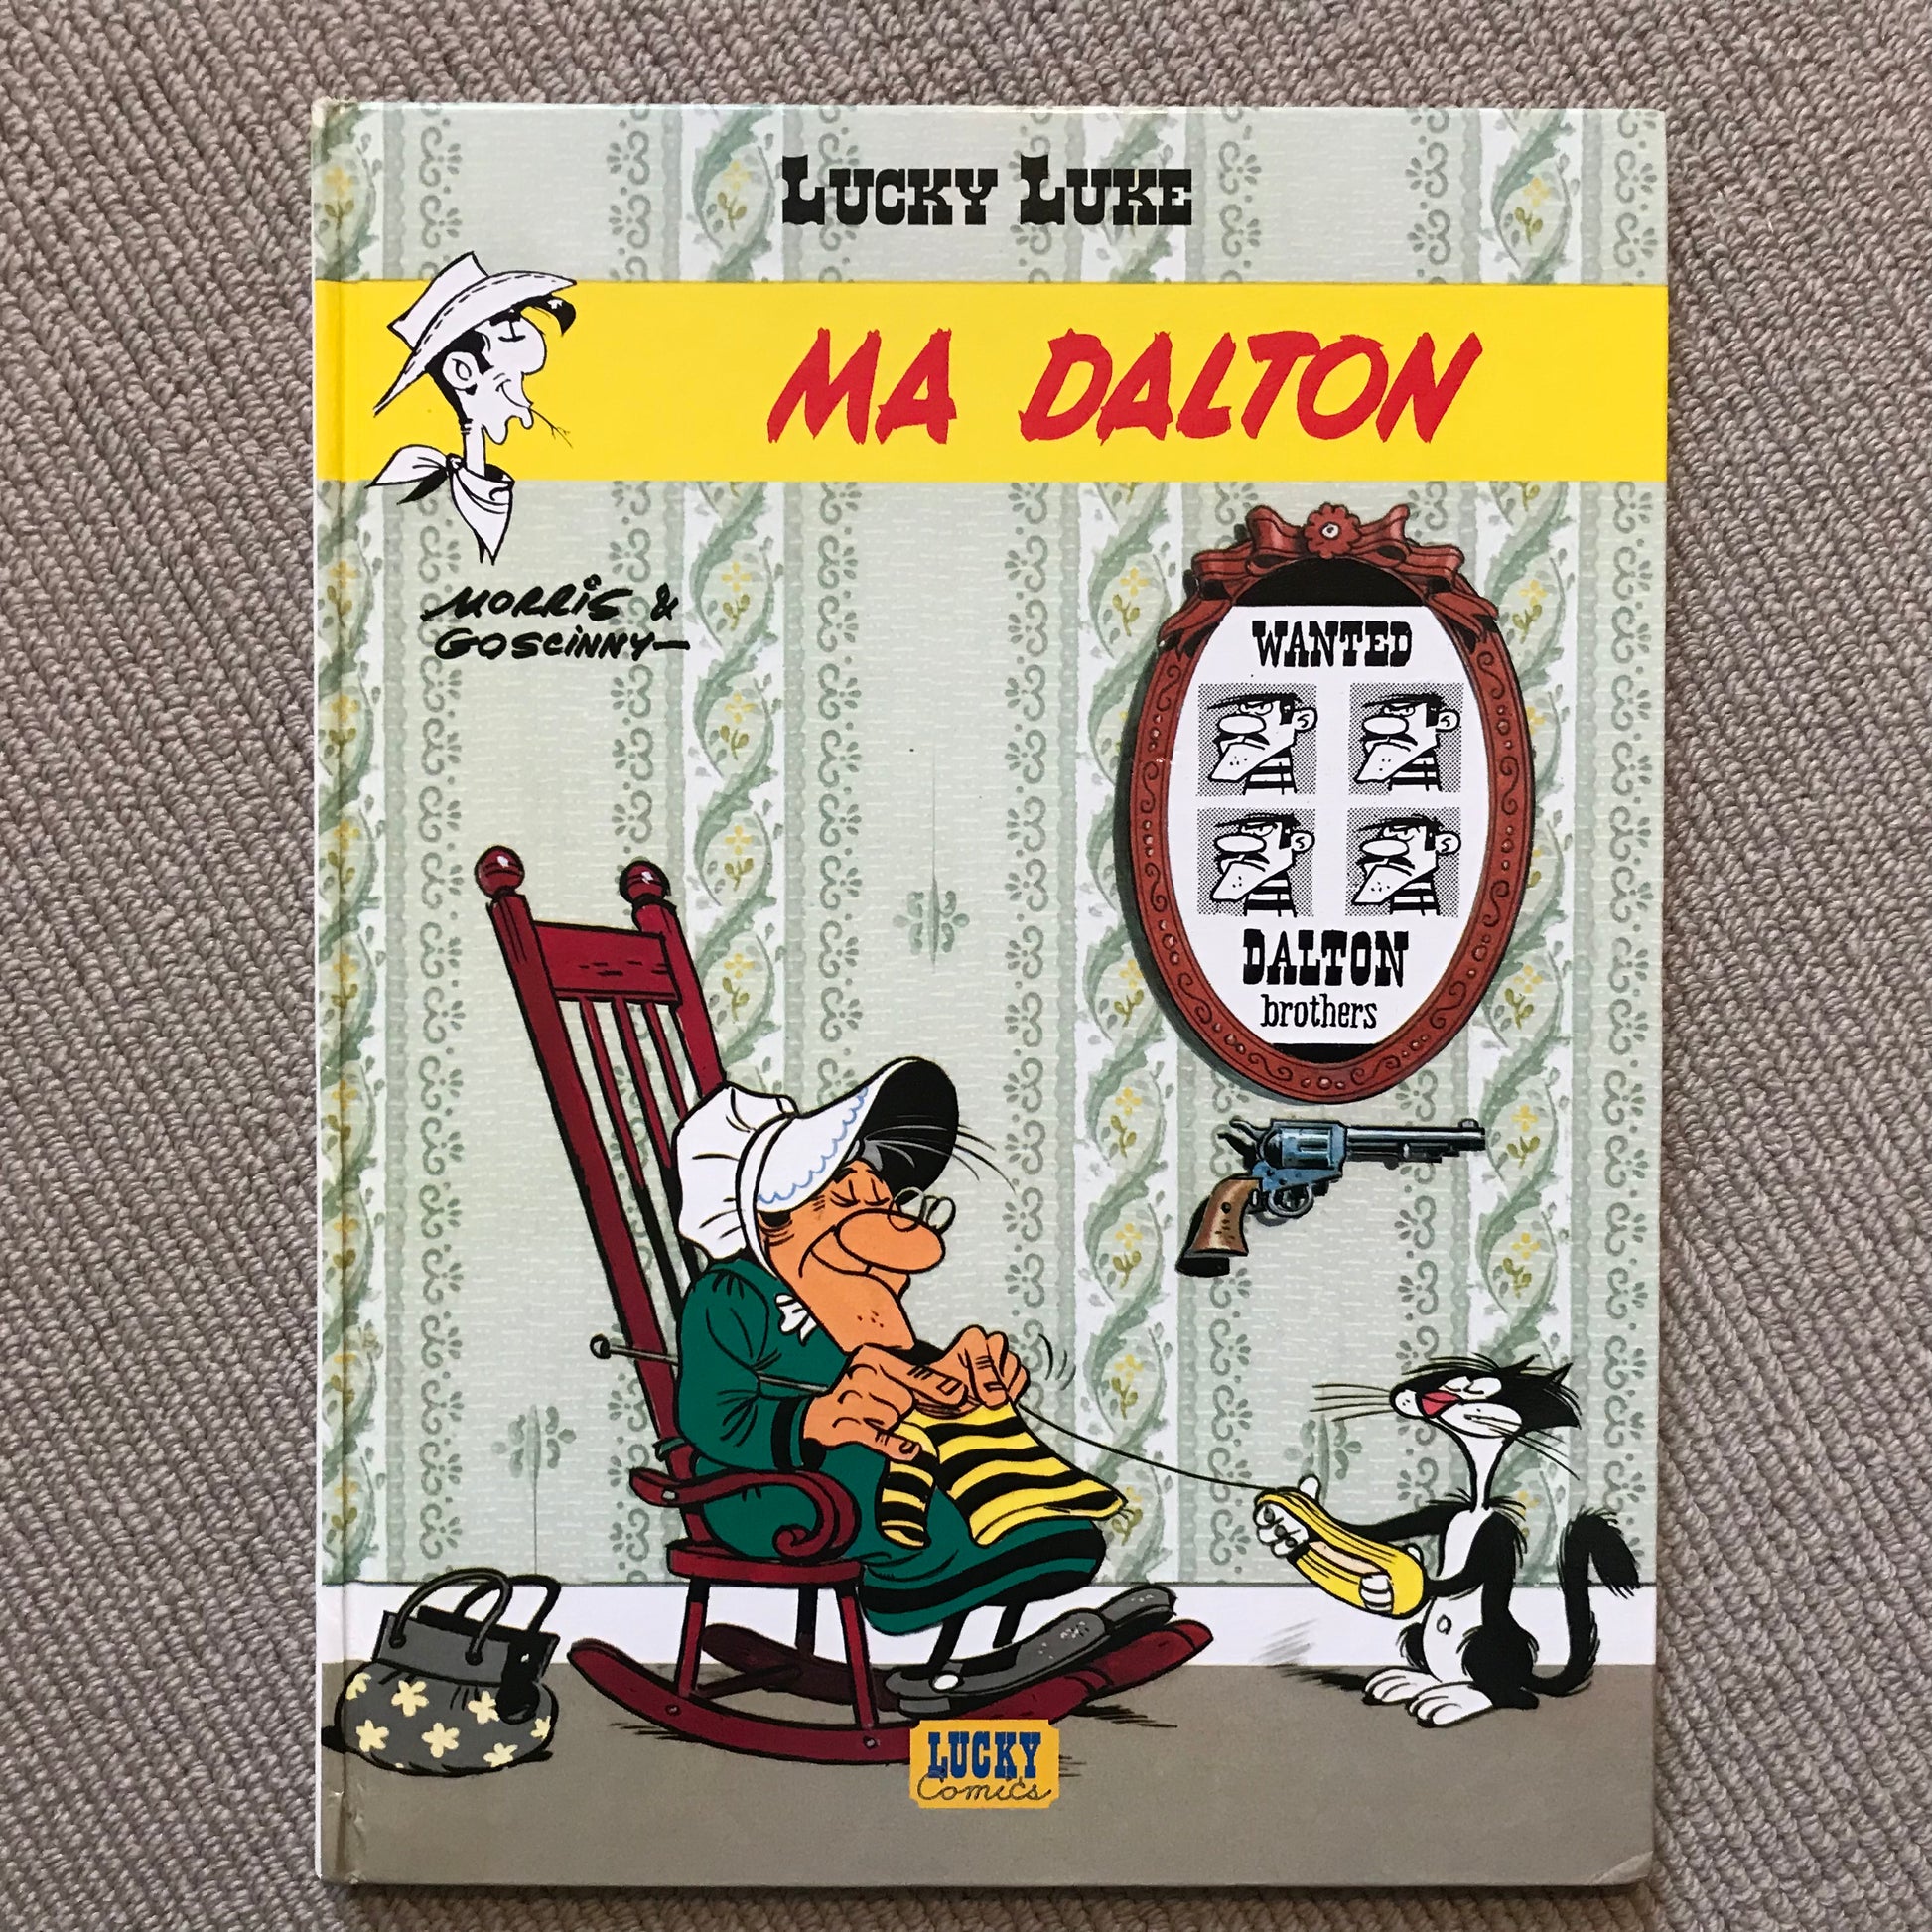 LUCKY LUKE
MA DALTON
MORRIS &
GOSCINNY
WANTED
DALTON
brothers
LUCKY
Comics